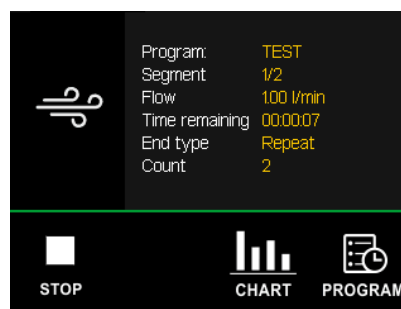 Program: TEST
Segment 1/2
Flow 1.00 l/min
Time remaining 00:00:07
End type Repeat
Count 2
STOP
CHART
PROGRAM